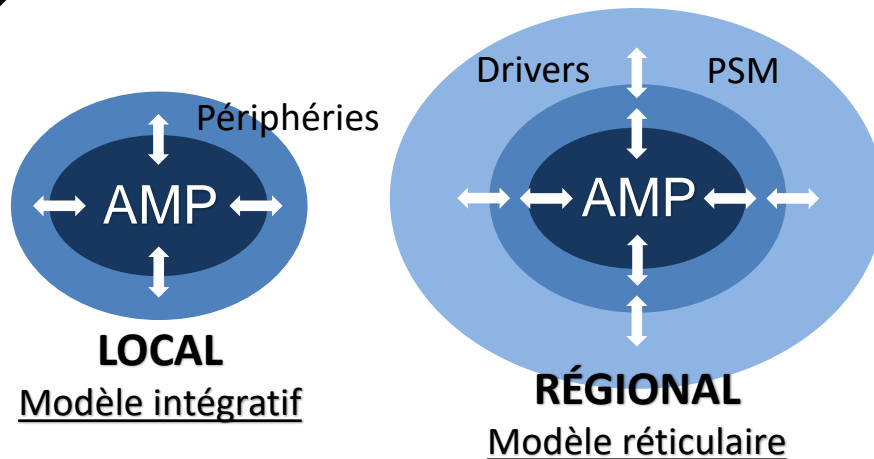 Périphéries
AMP
LOCAL
Modèle intégratif
Drivers
PSM
AMP
RÉGIONAL
Modèle réticulaire